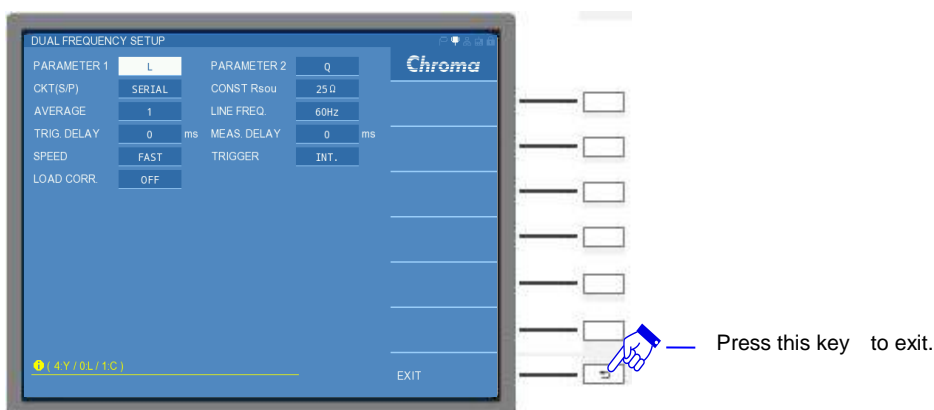 DUAL FREQUENCY SETUP
Chroma
PARAMETER 1 L PARAMETER 2 Q
CKT(S/P) SERIAL CONST Rsou 25 Ω
AVERAGE 1 LINE FREQ. 60Hz
TRIG. DELAY 0 ms MEAS. DELAY 0 ms
SPEED FAST TRIGGER INT.
LOAD CORR. OFF
Press this key to exit.
( 4:Y / 0:L / 1:C )
EXIT